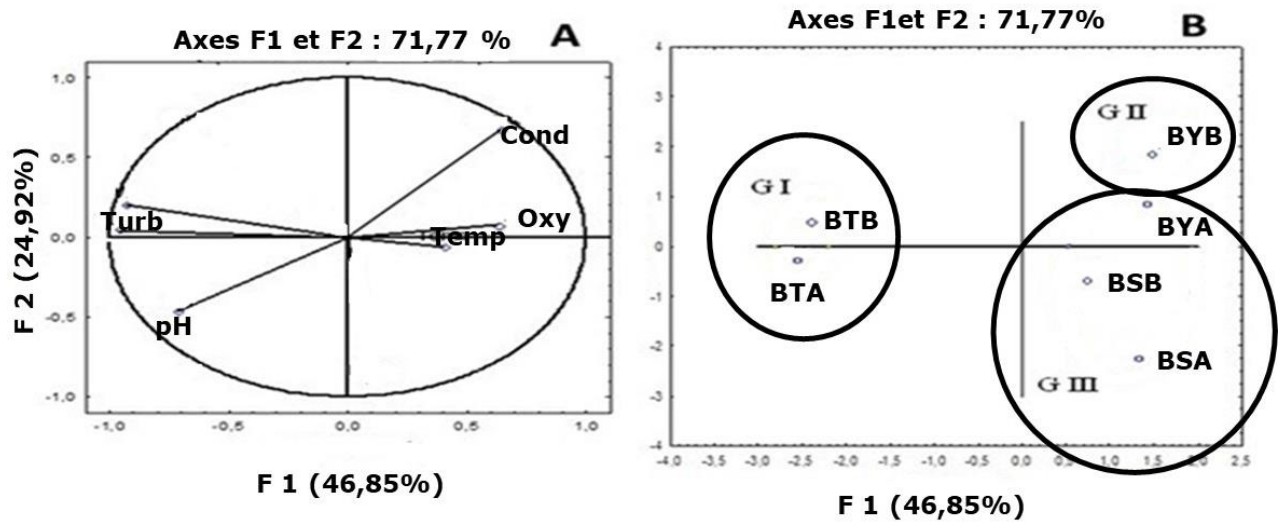 Axes F1 et F2 : 71,77 %
A
1,0
0,5
0,0
-0,5
-1,0
Cond
Oxy
Temp
Turb
pH
-1,0 -0,5 0,0 0,5 1,0
F 2 (24,92%)
F 1 (46,85%)
Axes F1et F2 : 71,77%
B
4
3
2
1
0
-1
-2
-3
-4
G II
BYB
G I
BTB
BYA
BTA
BSB
BSA
G III
-4,0 -3,5 -3,0 -2,5 -2,0 -1,5 -1,0 -0,5 0,0 0,5 1,0 1,5 2,0 2,5
F 1 (46,85%)